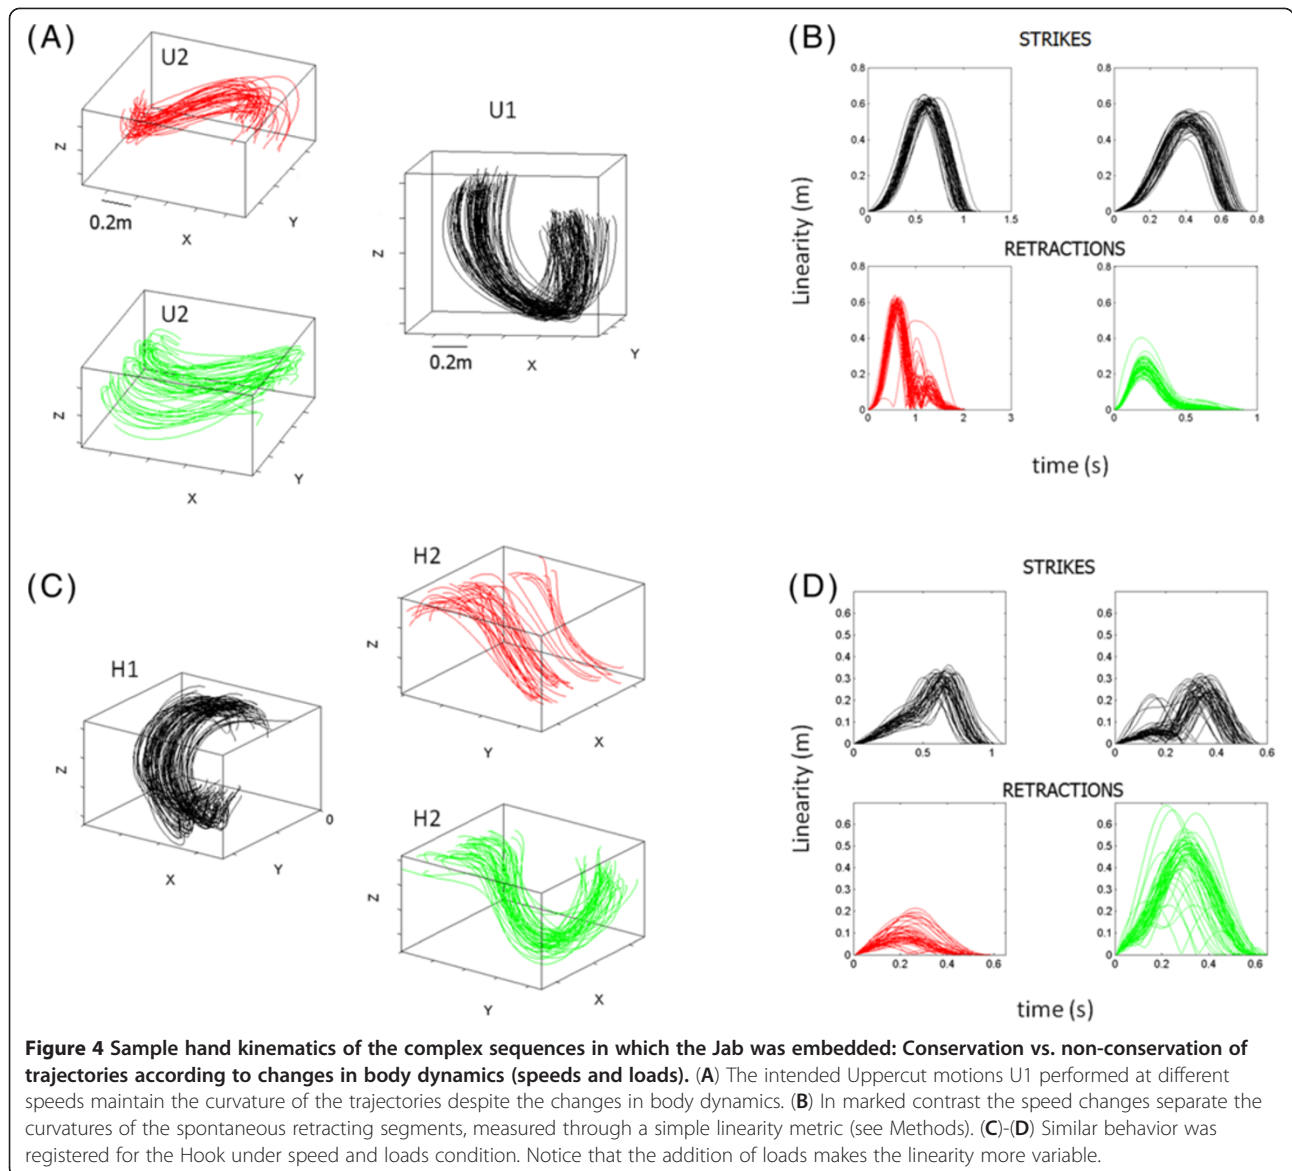 (A)
U2
Z
0.2m
X
Y
U1
Z
0.2m
X
Y
U2
Z
X
Y
(B)
STRIKES
Linearity (m)
0.8
0.6
0.4
0.2
0
0 0.5 1 1.5
0.8
0.6
0.4
0.2
0
0 0.2 0.4 0.6 0.8
RETRACTIONS
0.8
0.6
0.4
0.2
0
0 1 2 3
0.8
0.6
0.4
0.2
0
0 0.5 1
time (s)
(C)
H1
Z
X
Y
0
H2
Z
Y
X
H2
Z
Y
X
(D)
STRIKES
Linearity (m)
0.6
0.5
0.4
0.3
0.2
0.1
0
0 0.5 1
0.6
0.5
0.4
0.3
0.2
0.1
0
0 0.2 0.4 0.6
RETRACTIONS
0.6
0.5
0.4
0.3
0.2
0.1
0
0 0.2 0.4 0.6
0.6
0.5
0.4
0.3
0.2
0.1
0
0 0.2 0.4 0.6
time (s)
Figure 4 Sample hand kinematics of the complex sequences in which the Jab was embedded: Conservation vs. non-conservation of
trajectories according to changes in body dynamics (speeds and loads). (A) The intended Uppercut motions U1 performed at different
speeds maintain the curvature of the trajectories despite the changes in body dynamics. (B) In marked contrast the speed changes separate the
curvatures of the spontaneous retracting segments, measured through a simple linearity metric (see Methods). (C)-(D) Similar behavior was
registered for the Hook under speed and loads condition. Notice that the addition of loads makes the linearity more variable.